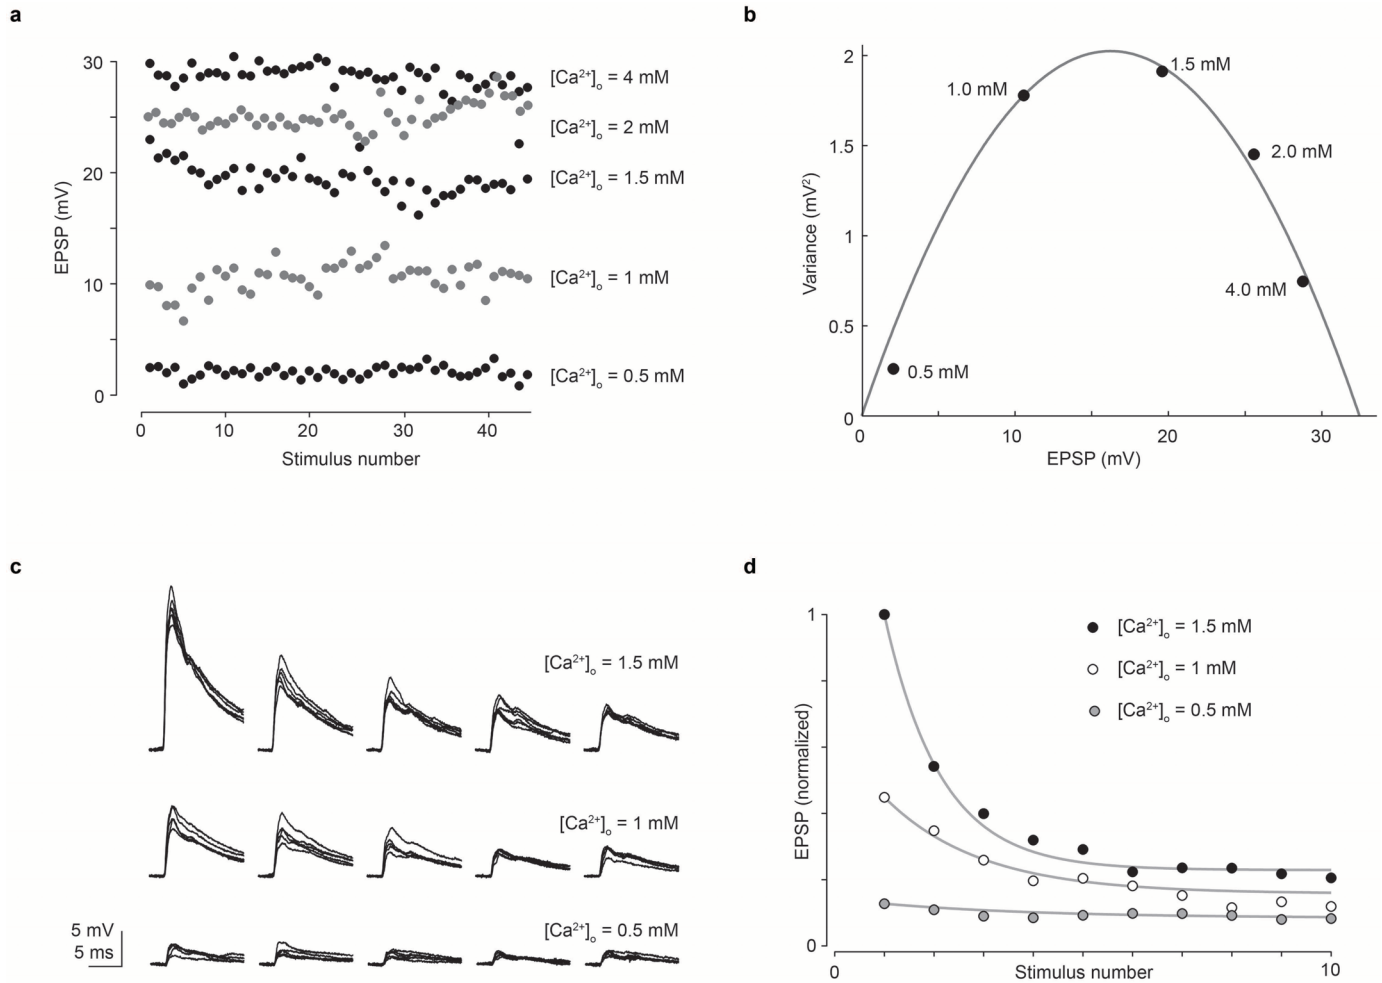 a
EPSP (mV)
30
20
10
0
[Ca²⁺]ₒ = 4 mM
[Ca²⁺]ₒ = 2 mM
[Ca²⁺]ₒ = 1.5 mM
[Ca²⁺]ₒ = 1 mM
[Ca²⁺]ₒ = 0.5 mM
0 10 20 30 40
Stimulus number
b
Variance (mV²)
2
1.5
1
0.5
0
1.0 mM
1.5 mM
2.0 mM
4.0 mM
0.5 mM
0 10 20 30
EPSP (mV)
c
[Ca²⁺]ₒ = 1.5 mM
[Ca²⁺]ₒ = 1 mM
[Ca²⁺]ₒ = 0.5 mM
5 mV
5 ms
d
EPSP (normalized)
1
0
[Ca²⁺]ₒ = 1.5 mM
[Ca²⁺]ₒ = 1 mM
[Ca²⁺]ₒ = 0.5 mM
0 10
Stimulus number